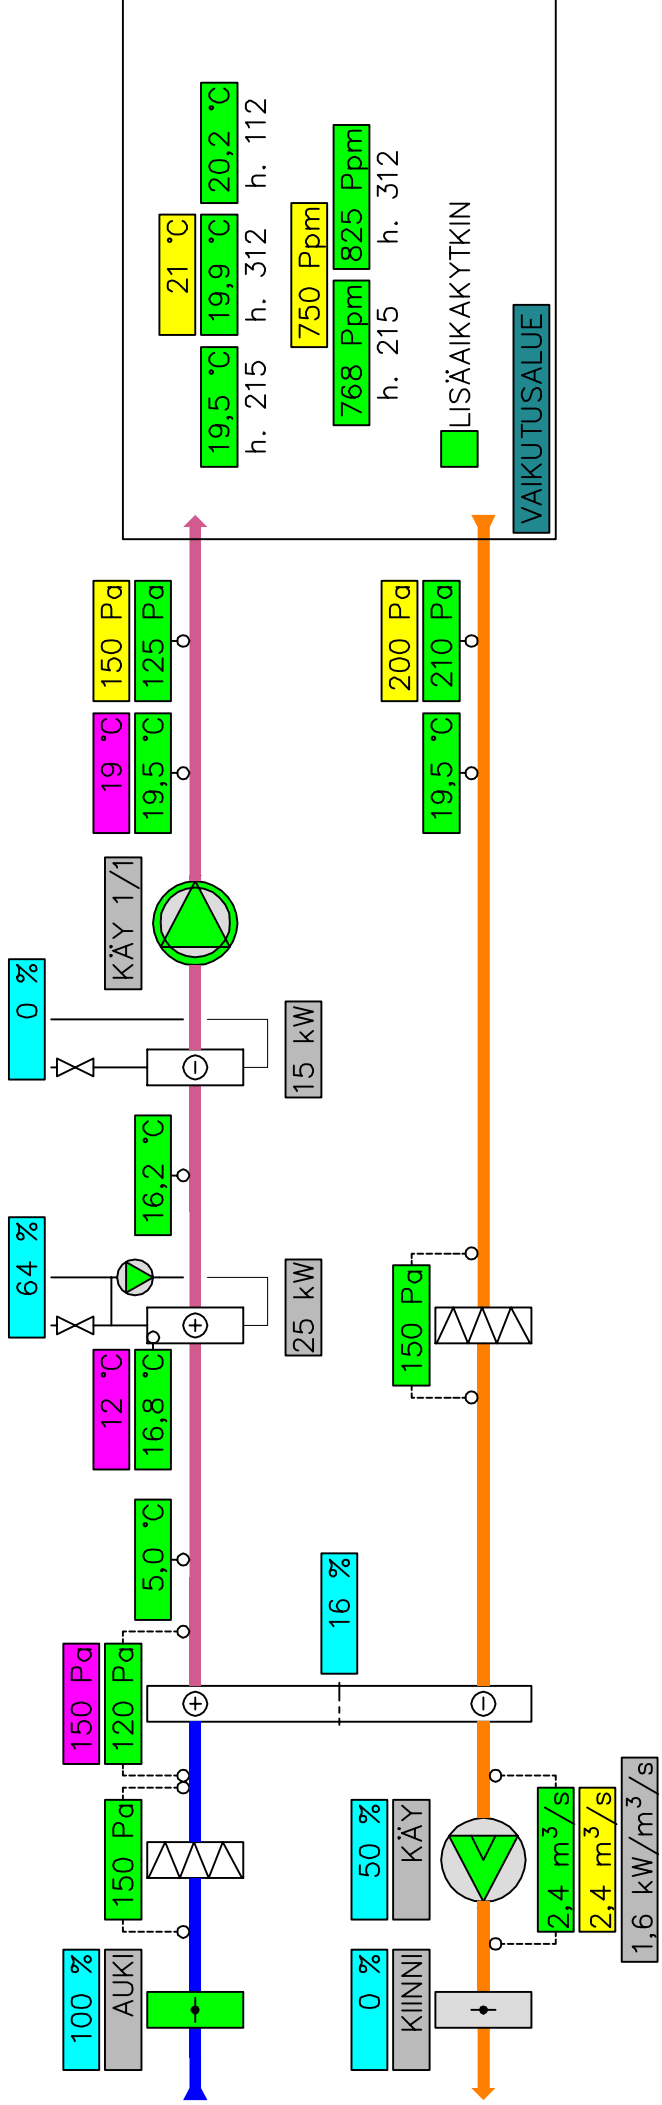 100 %
AUKI
150 Pa
150 Pa
120 Pa
5,0 °C
12 °C
16,8 °C
64 %
25 kW
16,2 °C
0 %
15 kW
KÄY 1/1
19 °C
19,5 °C
150 Pa
125 Pa
21 °C
19,5 °C
19,9 °C
20,2 °C
h. 215
h. 312
h. 112
750 Ppm
768 Ppm
825 Ppm
h. 215
h. 312
LISÄAIKAKYTKIN
VAIKUTUSALUE
0 %
KIINNI
50 %
KÄY
2,4 m³/s
2,4 m³/s
1,6 kW/m³/s
16 %
150 Pa
19,5 °C
200 Pa
210 Pa